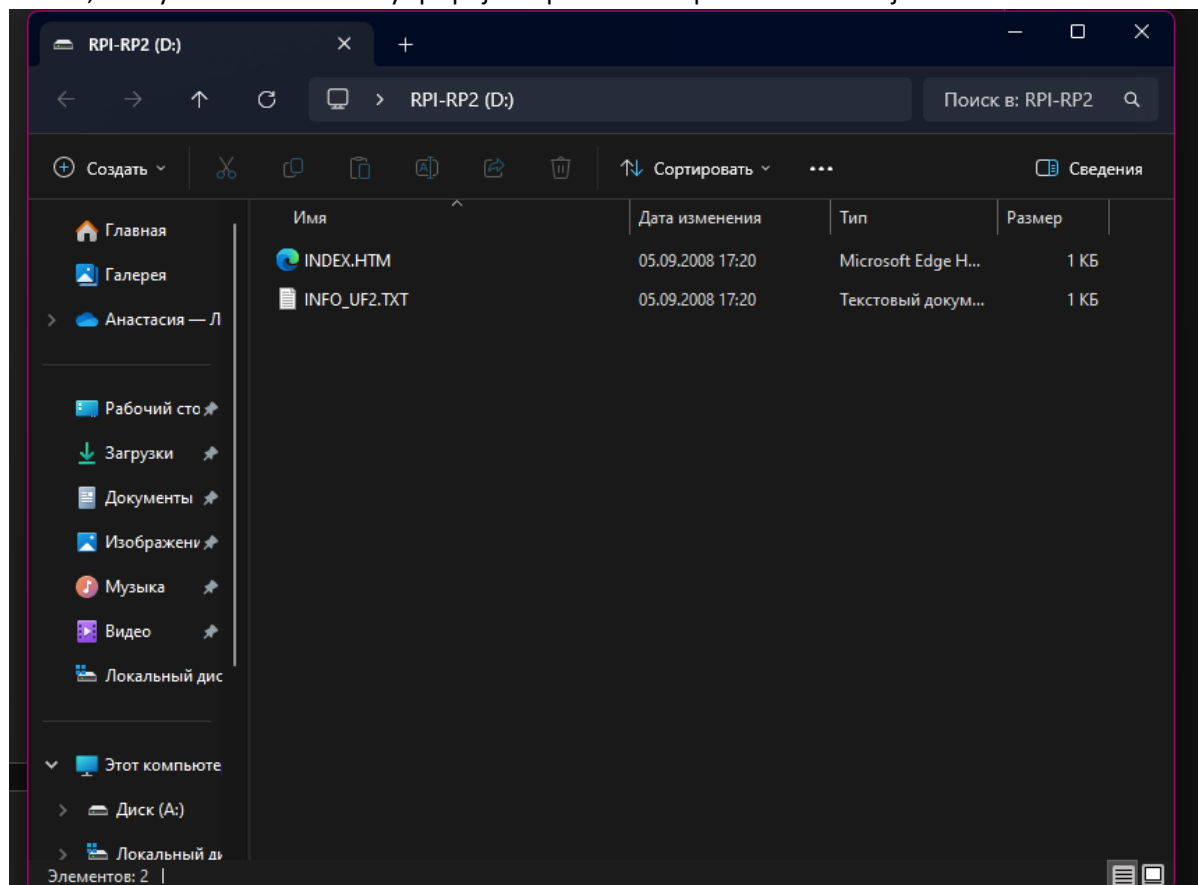 RPI-RP2 (D:)
RPI-RP2 (D:)
Поиск в: RPI-RP2
Создать
Сортировать
Сведения
Имя
Дата изменения
Тип
Размер
Главная
Галерея
Анастасия — Л
Рабочий сто
Загрузки
Документы
Изображени
Музыка
Видео
Локальный дис
Этот компьюте
Диск (A:)
Локальный ди
INDEX.HTM 05.09.2008 17:20 Microsoft Edge H... 1 КБ
INFO_UF2.TXT 05.09.2008 17:20 Текстовый докум... 1 КБ
Элементов: 2